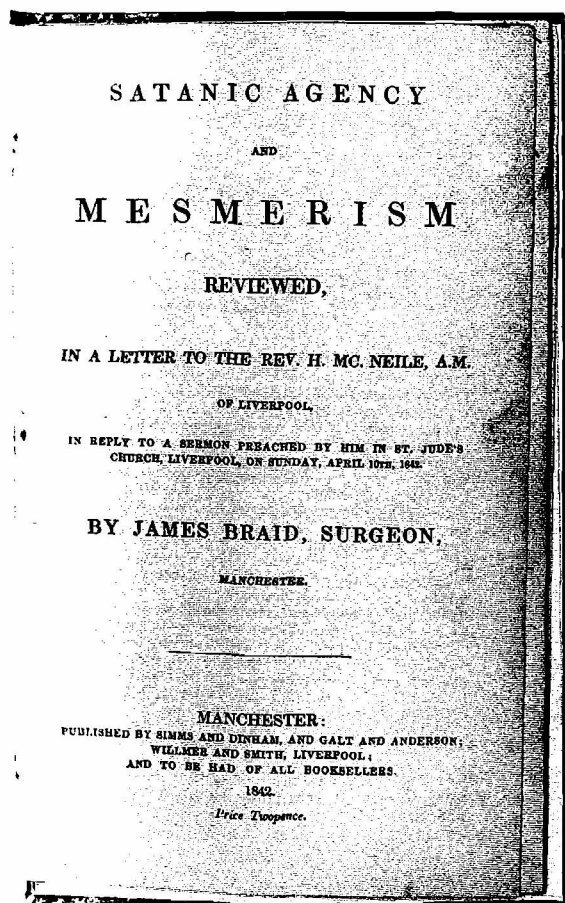 SATANIC AGENCY
AND
MESMERISM
REVIEWED,
IN A LETTER TO THE REV. H. MC. NEILE, A.M.
OF LIVERPOOL,
IN REPLY TO A SERMON PREACHED BY HIM IN ST. JUDE'S
CHURCH, LIVERPOOL, ON SUNDAY, APRIL 10TH, 1842.
BY JAMES BRAID, SURGEON,
MANCHESTER.
MANCHESTER:
PUBLISHED BY SIMMS AND DINHAM, AND GALT AND ANDERSON;
WILLMER AND SMITH, LIVERPOOL;
AND TO BE HAD OF ALL BOOKSELLERS.
1842.
Price Twopence.